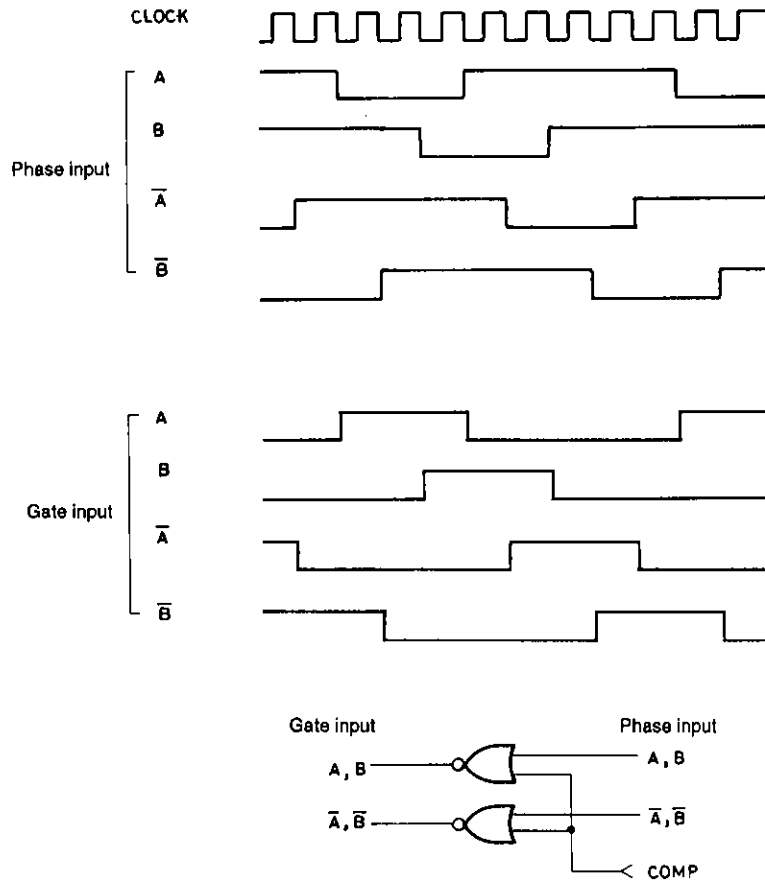 CLOCK
Phase input
A
B
A̅
B̅
Gate input
A
B
A̅
B̅
Gate input
Phase input
A, B
A, B
A̅, B̅
A̅, B̅
COMP